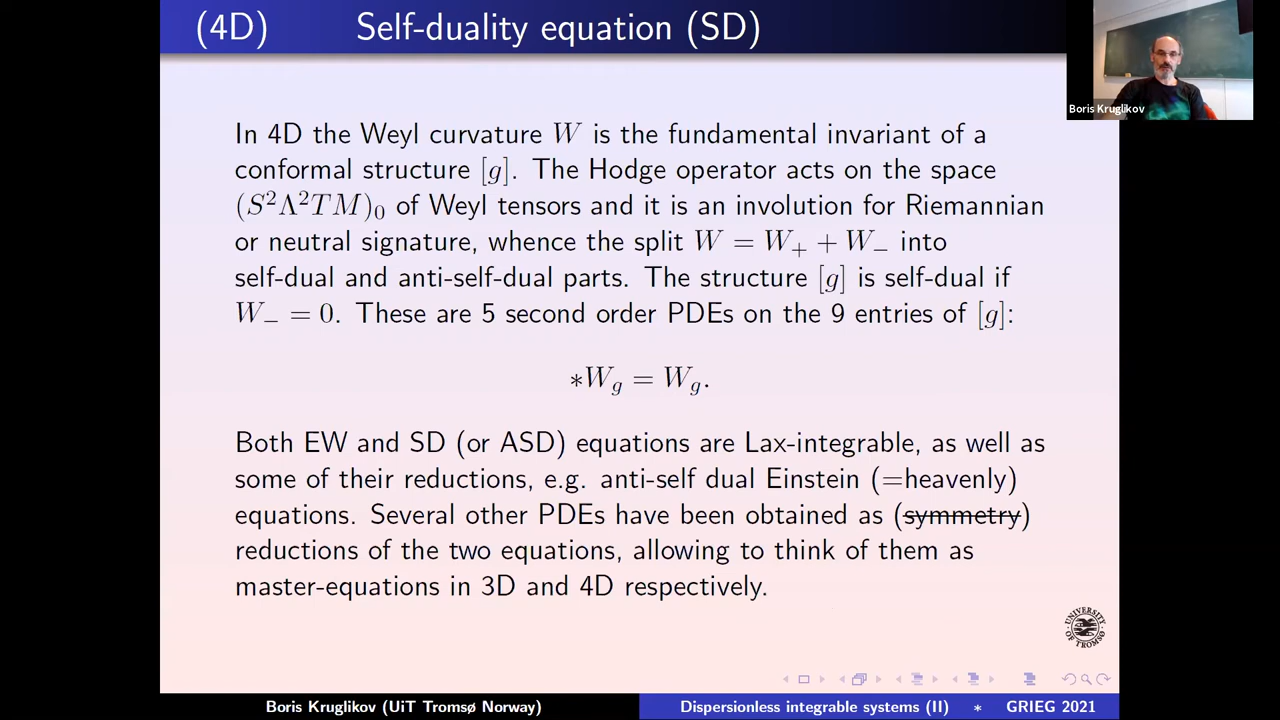 (4D) Self-duality equation (SD)
Boris Kruglikov
In 4D the Weyl curvature W is the fundamental invariant of a
conformal structure [g]. The Hodge operator acts on the space
(S²Λ²TM)₀ of Weyl tensors and it is an involution for Riemannian
or neutral signature, whence the split W = W₊ + W₋ into
self-dual and anti-self-dual parts. The structure [g] is self-dual if
W₋ = 0. These are 5 second order PDEs on the 9 entries of [g]:
∗W_g = W_g.
Both EW and SD (or ASD) equations are Lax-integrable, as well as
some of their reductions, e.g. anti-self dual Einstein (=heavenly)
equations. Several other PDEs have been obtained as (symmetry)
reductions of the two equations, allowing to think of them as
master-equations in 3D and 4D respectively.
UNIVERSITY OF TROMSØ
Boris Kruglikov (UiT Tromsø Norway) Dispersionless integrable systems (II) ∗ GRIEG 2021